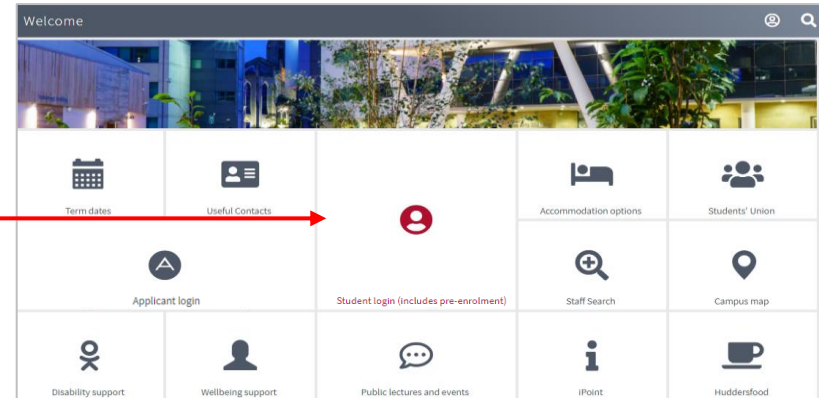 Welcome
Term dates
Useful Contacts
Accommodation options
Students' Union
Applicant login
Student login (includes pre-enrolment)
Staff Search
Campus map
Disability support
Wellbeing support
Public lectures and events
iPoint
Huddersfood